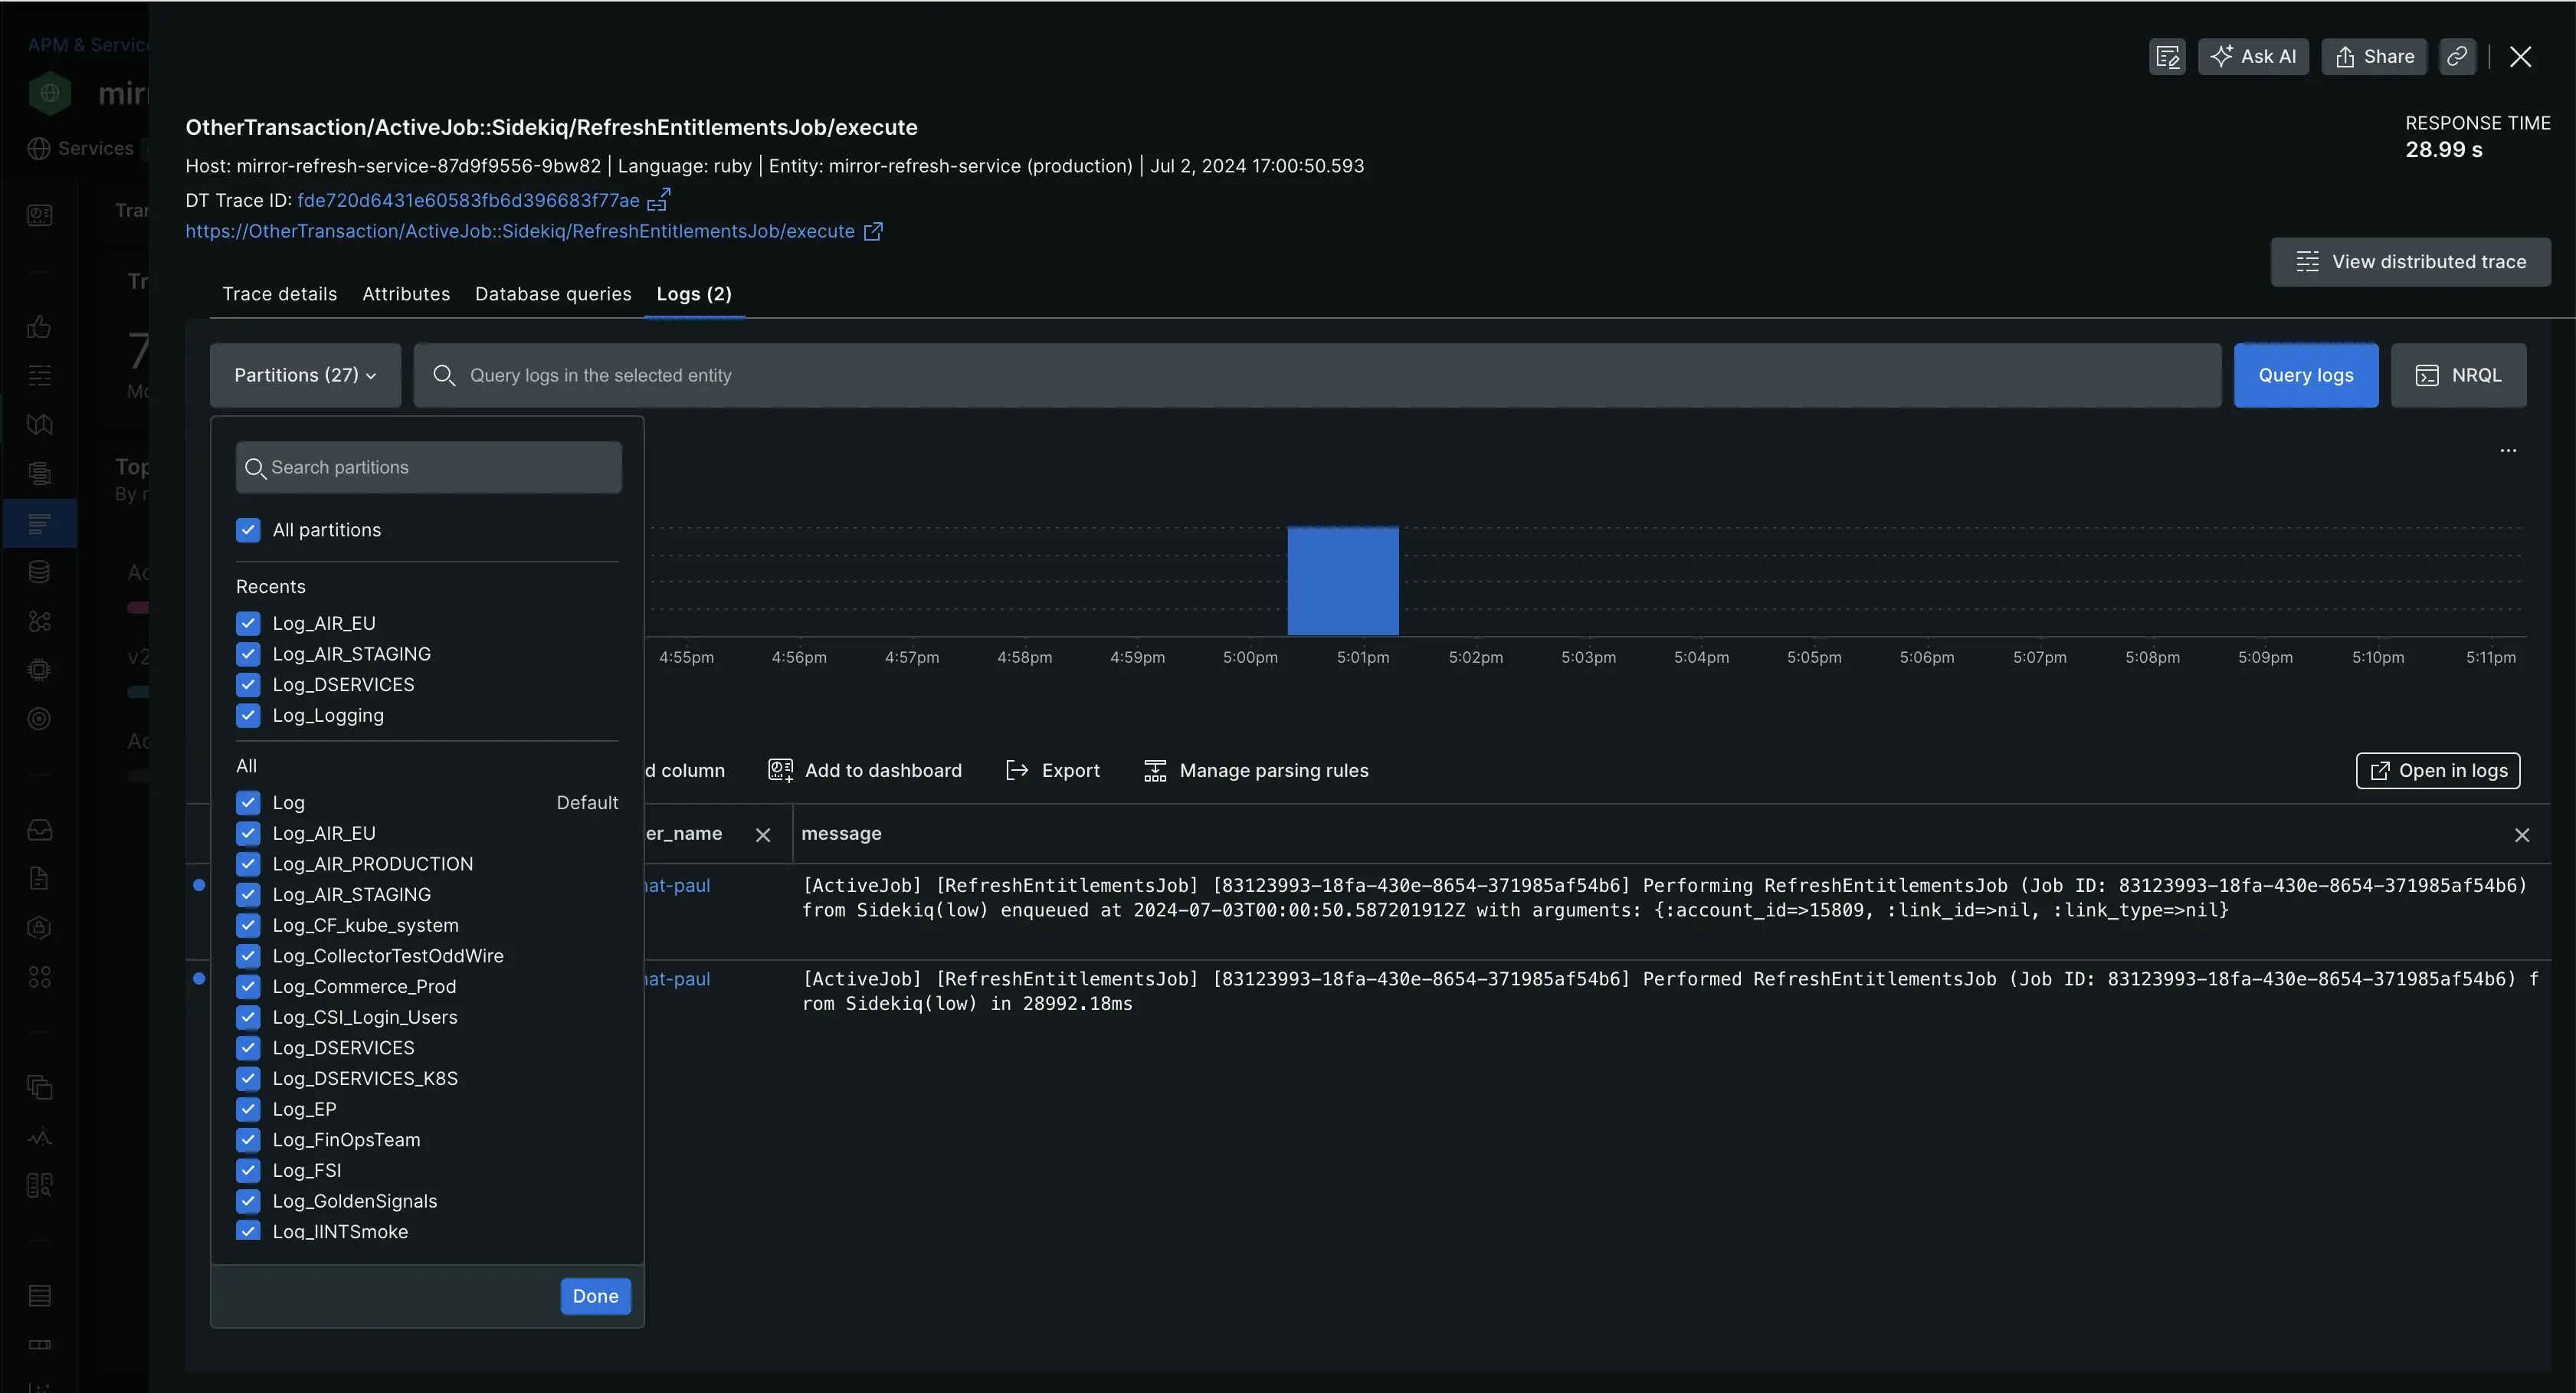 APM & Servic
mirr
Services
Ask AI
Share
OtherTransaction/ActiveJob::Sidekiq/RefreshEntitlementsJob/execute
RESPONSE TIME
28.99 s
Host: mirror-refresh-service-87d9f9556-9bw82 | Language: ruby | Entity: mirror-refresh-service (production) | Jul 2, 2024 17:00:50.593
DT Trace ID: fde720d6431e60583fb6d396683f77ae
https://OtherTransaction/ActiveJob::Sidekiq/RefreshEntitlementsJob/execute
View distributed trace
Trace details Attributes Database queries Logs (2)
Tran
Tr
7
Mo
Top
By r
Ad
v2
Ad
Partitions (27)
Query logs in the selected entity
Query logs
NRQL
Search partitions
...
All partitions
Recents
Log_AIR_EU
Log_AIR_STAGING
Log_DSERVICES
Log_Logging
4:55pm 4:56pm 4:57pm 4:58pm 4:59pm 5:00pm 5:01pm 5:02pm 5:03pm 5:04pm 5:05pm 5:06pm 5:07pm 5:08pm 5:09pm 5:10pm 5:11pm
All
Log Default
Log_AIR_EU
Log_AIR_PRODUCTION
Log_AIR_STAGING
Log_CF_kube_system
Log_CollectorTestOddWire
Log_Commerce_Prod
Log_CSI_Login_Users
Log_DSERVICES
Log_DSERVICES_K8S
Log_EP
Log_FinOpsTeam
Log_FSI
Log_GoldenSignals
Log_IINTSmoke
Done
d column
Add to dashboard
Export
Manage parsing rules
Open in logs
er_name
message
nat-paul
[ActiveJob] [RefreshEntitlementsJob] [83123993-18fa-430e-8654-371985af54b6] Performing RefreshEntitlementsJob (Job ID: 83123993-18fa-430e-8654-371985af54b6)
from Sidekiq(low) enqueued at 2024-07-03T00:00:50.587201912Z with arguments: {:account_id=>15809, :link_id=>nil, :link_type=>nil}
nat-paul
[ActiveJob] [RefreshEntitlementsJob] [83123993-18fa-430e-8654-371985af54b6] Performed RefreshEntitlementsJob (Job ID: 83123993-18fa-430e-8654-371985af54b6) f
rom Sidekiq(low) in 28992.18ms